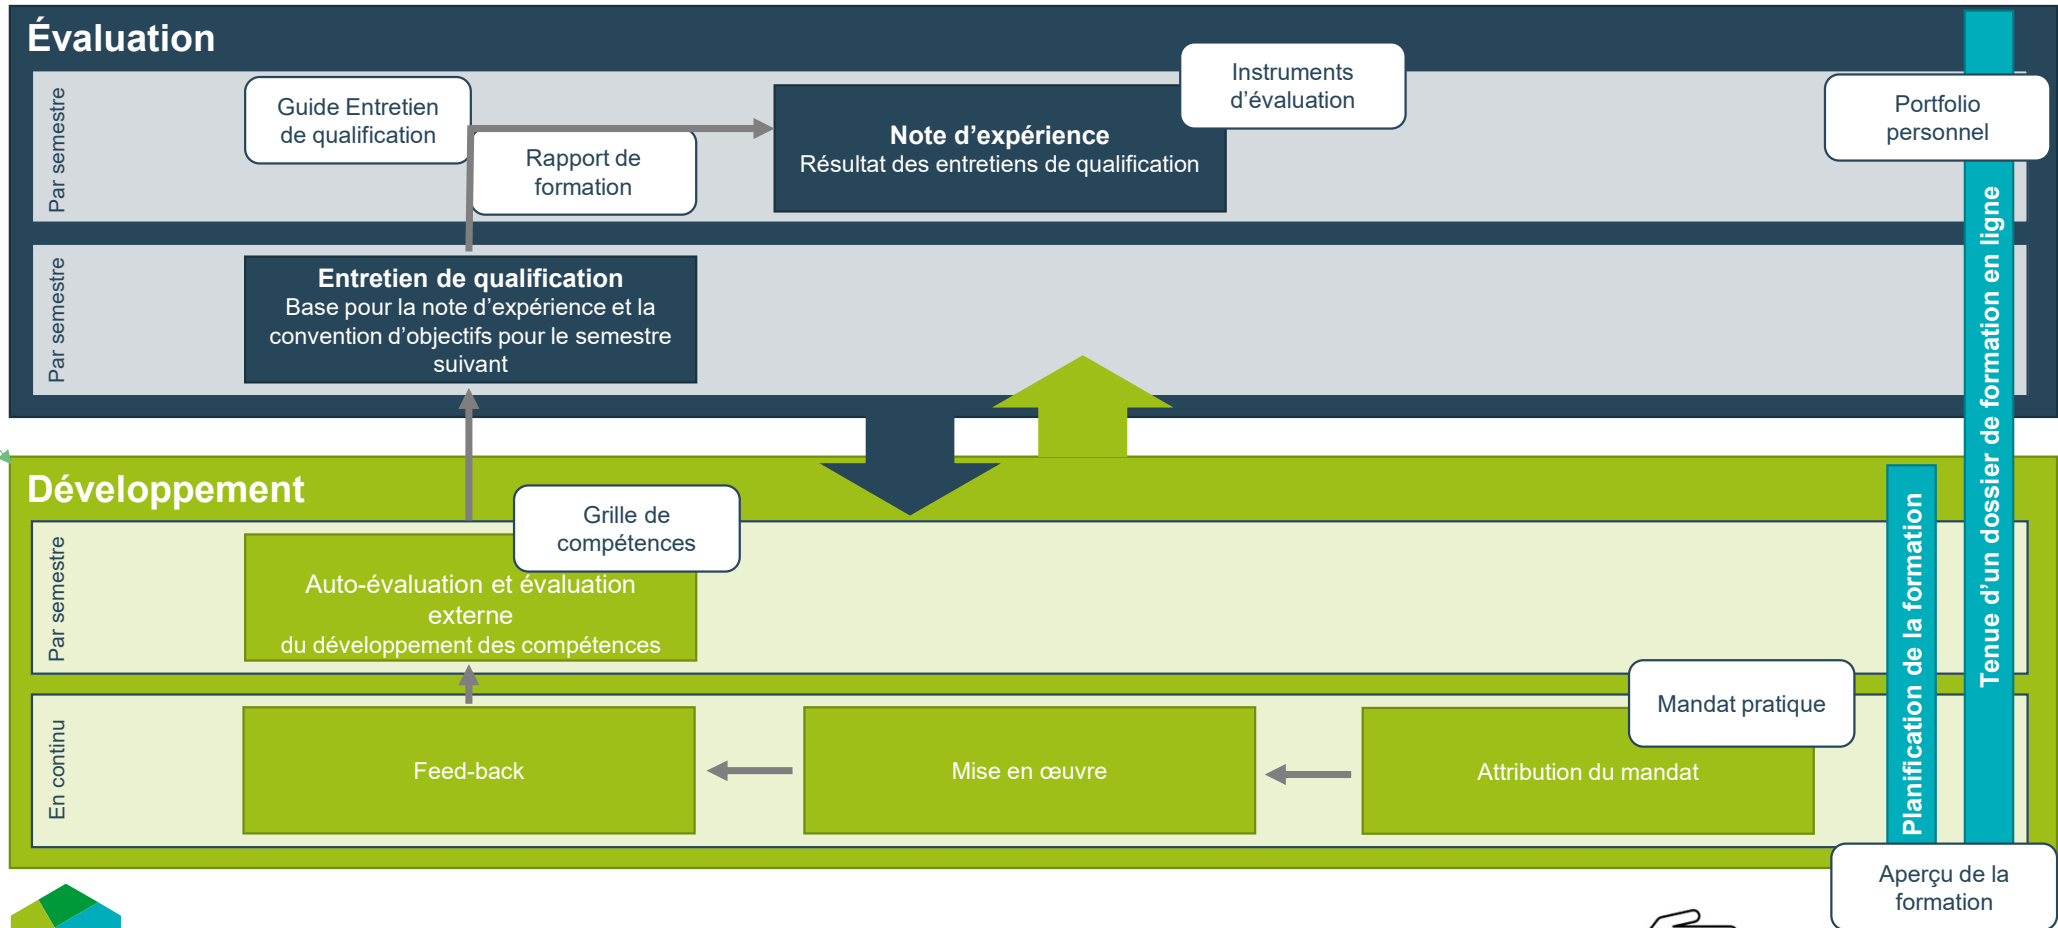 Évaluation
Par semestre
Guide Entretien
de qualification
Rapport de
formation
Note d’expérience
Résultat des entretiens de qualification
Instruments
d’évaluation
Portfolio
personnel
Par semestre
Entretien de qualification
Base pour la note d’expérience et la
convention d’objectifs pour le semestre
suivant
Tenue d’un dossier de formation en ligne
Développement
Par semestre
Grille de
compétences
Auto-évaluation et évaluation
externe
du développement des compétences
Planification de la formation
En continu
Feed-back
Mise en œuvre
Attribution du mandat
Mandat pratique
Aperçu de la
formation